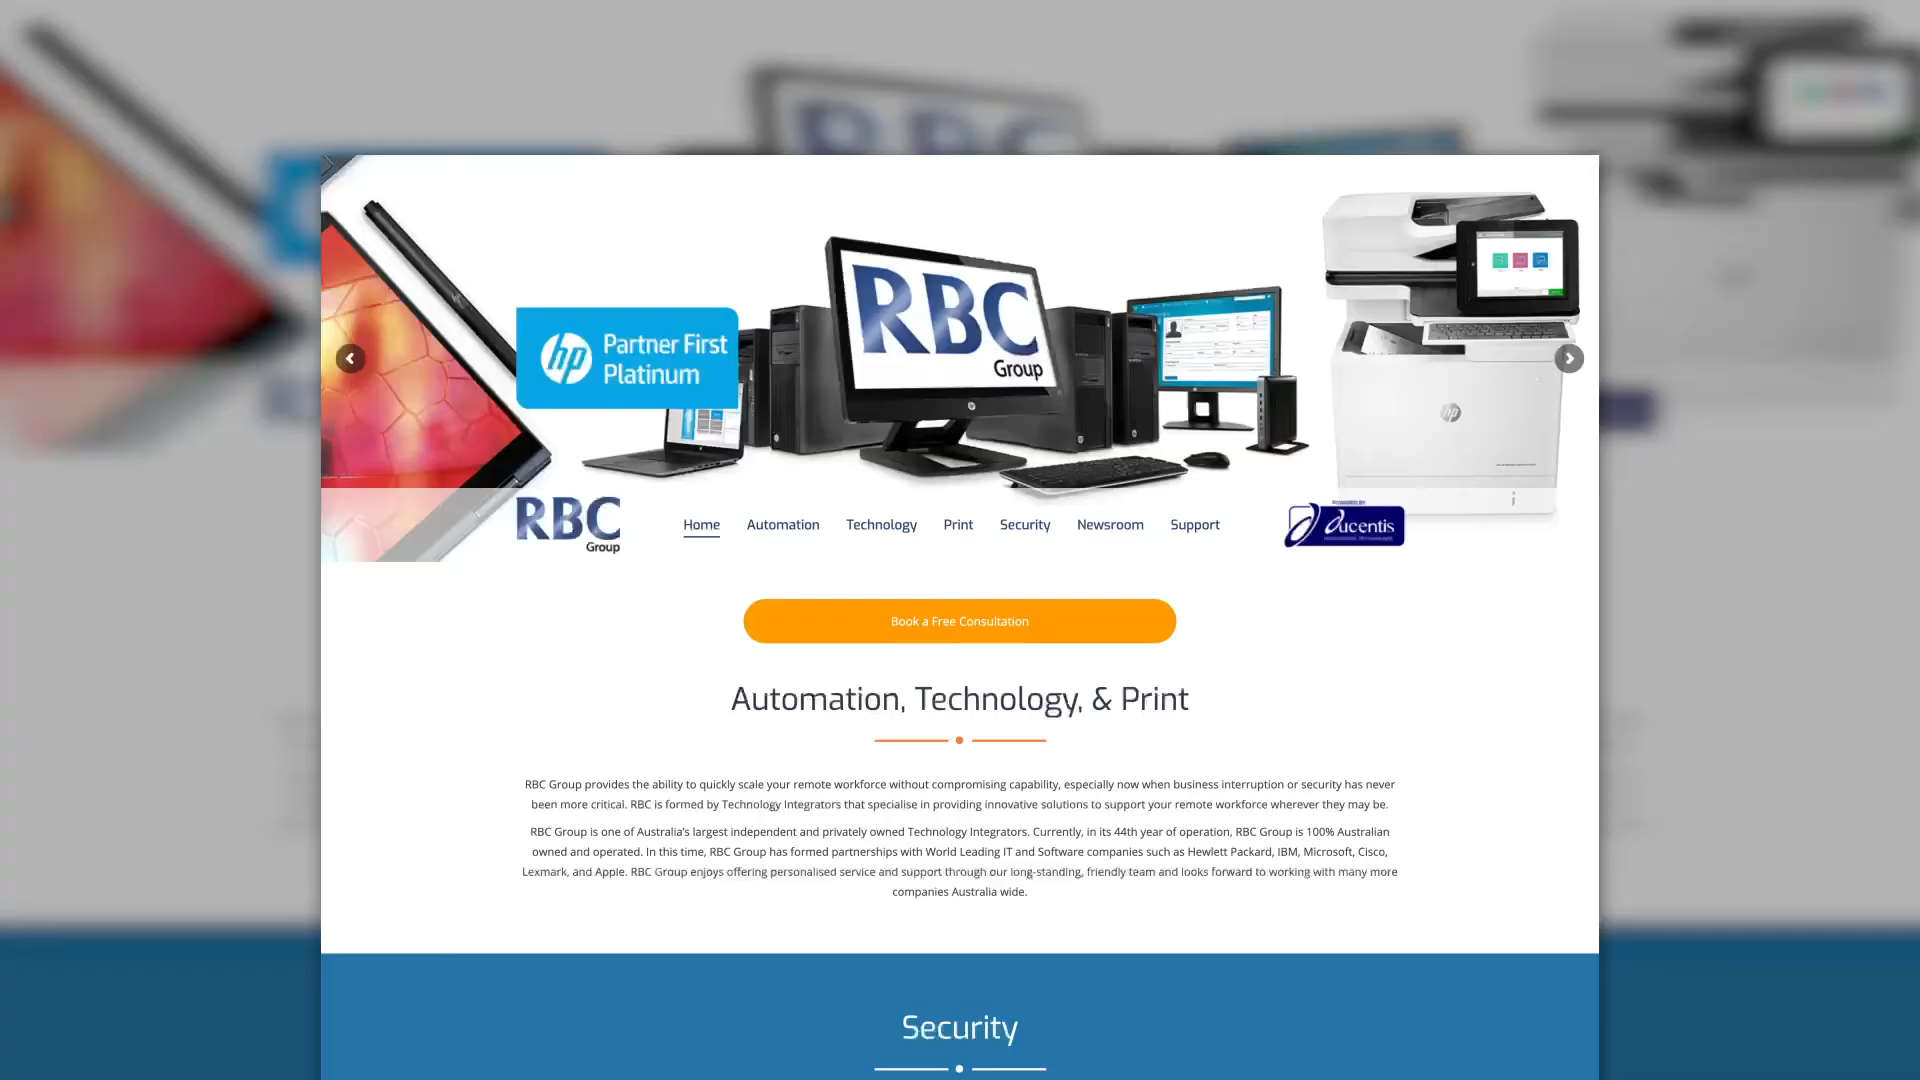 hp Partner First
Platinum
RBC
Group
hp
RBC
Group
Home Automation Technology Print Security Newsroom Support
POWERED BY
ducentis
Book a Free Consultation
Automation, Technology, & Print
RBC Group provides the ability to quickly scale your remote workforce without compromising capability, especially now when business interruption or security has never
been more critical. RBC is formed by Technology Integrators that specialise in providing innovative solutions to support your remote workforce wherever they may be.
RBC Group is one of Australia's largest independent and privately owned Technology Integrators. Currently, in its 44th year of operation, RBC Group is 100% Australian
owned and operated. In this time, RBC Group has formed partnerships with World Leading IT and Software companies such as Hewlett Packard, IBM, Microsoft, Cisco,
Lexmark, and Apple. RBC Group enjoys offering personalised service and support through our long-standing, friendly team and looks forward to working with many more
companies Australia wide.
Security